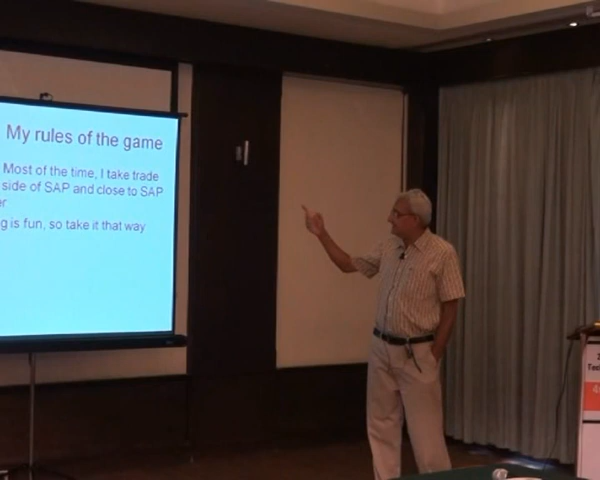 My rules of the game
Most of the time, I take trade
side of SAP and close to SAP
er
g is fun, so take it that way